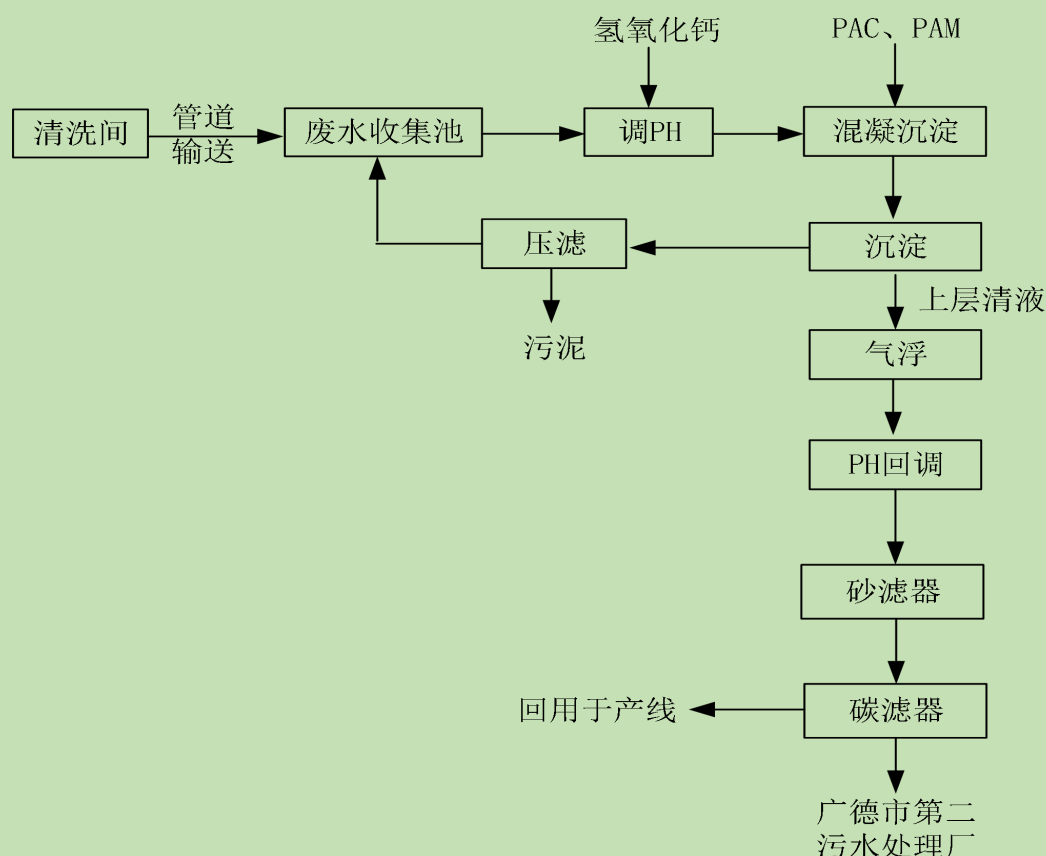 氢氧化钙
PAC、PAM
清洗间
管道
输送
废水收集池
调PH
混凝沉淀
压滤
沉淀
上层清液
污泥
气浮
PH回调
砂滤器
回用于产线
碳滤器
广德市第二
污水处理厂